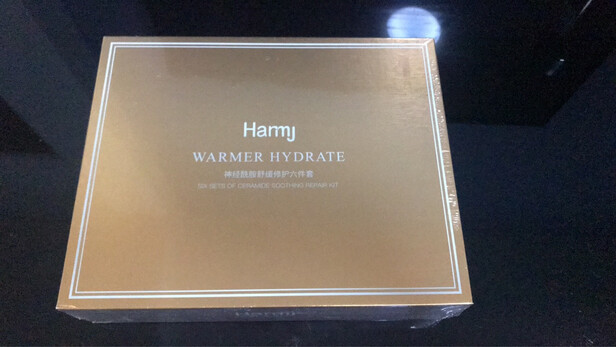 Harmj
WARMER HYDRATE
神经酰胺舒缓修护六件套
SIX SETS OF CERAMIDE SOOTHING REPAIR KIT